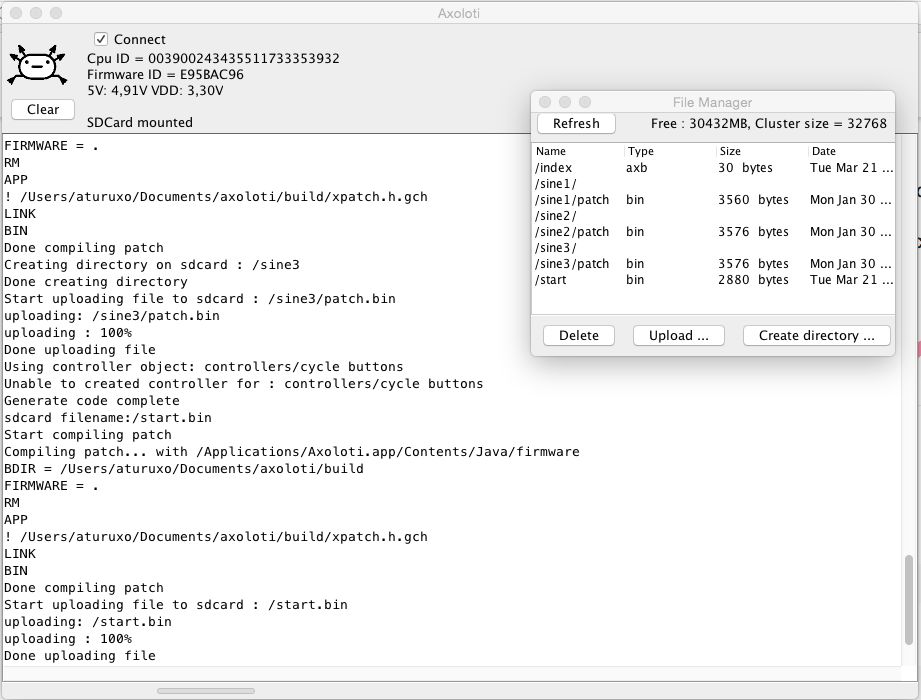 Axoloti
Connect
Cpu ID = 003900243435511733353932
Firmware ID = E95BAC96
5V: 4,91V VDD: 3,30V
Clear
SDCard mounted
FIRMWARE = .
RM
APP
! /Users/aturuxo/Documents/axoloti/build/xpatch.h.gch
LINK
BIN
Done compiling patch
Creating directory on sdcard : /sine3
Done creating directory
Start uploading file to sdcard : /sine3/patch.bin
uploading: /sine3/patch.bin
uploading : 100%
Done uploading file
Using controller object: controllers/cycle buttons
Unable to created controller for : controllers/cycle buttons
Generate code complete
sdcard filename:/start.bin
Start compiling patch
Compiling patch... with /Applications/Axoloti.app/Contents/Java/firmware
BDIR = /Users/aturuxo/Documents/axoloti/build
FIRMWARE = .
RM
APP
! /Users/aturuxo/Documents/axoloti/build/xpatch.h.gch
LINK
BIN
Done compiling patch
Start uploading file to sdcard : /start.bin
uploading: /start.bin
uploading : 100%
Done uploading file
File Manager
Refresh Free : 30432MB, Cluster size = 32768
Name Type Size Date
/index axb 30 bytes Tue Mar 21 ...
/sine1/
/sine1/patch bin 3560 bytes Mon Jan 30 ...
/sine2/
/sine2/patch bin 3576 bytes Mon Jan 30 ...
/sine3/
/sine3/patch bin 3576 bytes Mon Jan 30 ...
/start bin 2880 bytes Tue Mar 21 ...
Delete Upload ... Create directory ...